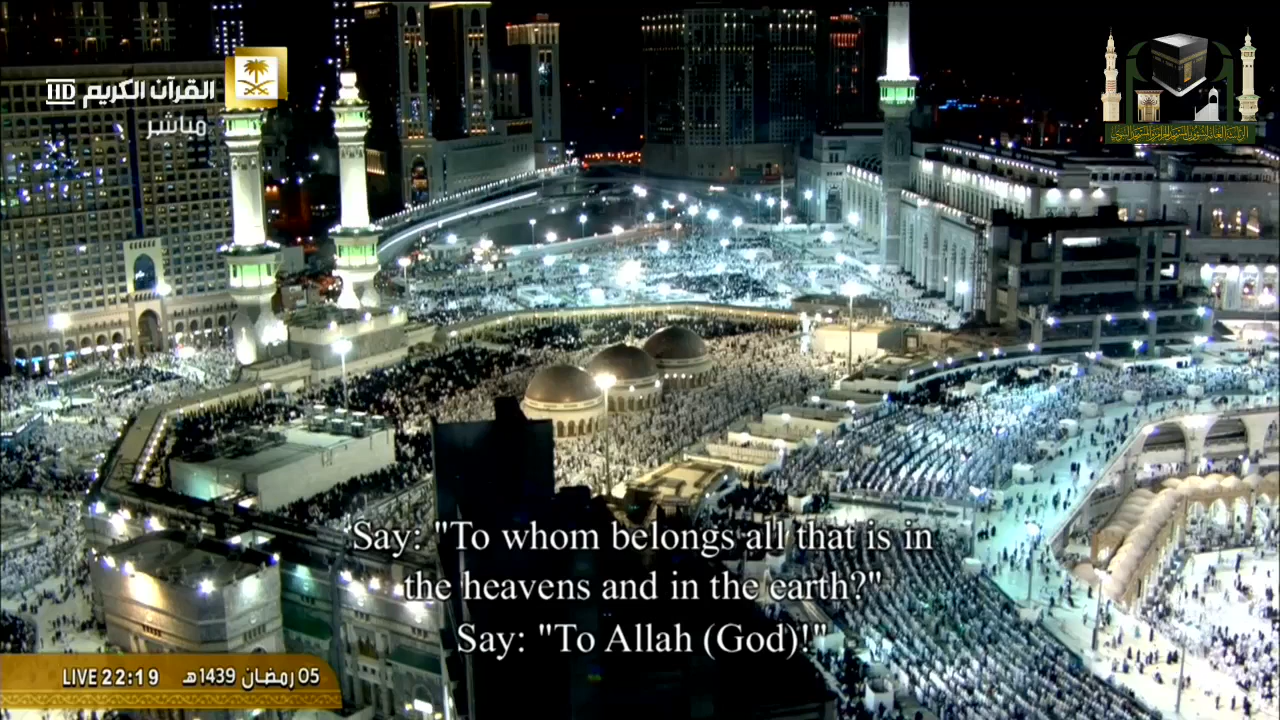 القرآن الكريم HD
مباشر
Say: "To whom belongs all that is in
the heavens and in the earth?"
Say: "To Allah (God)!"
LIVE 22:19 05 رمضان 1439هـ